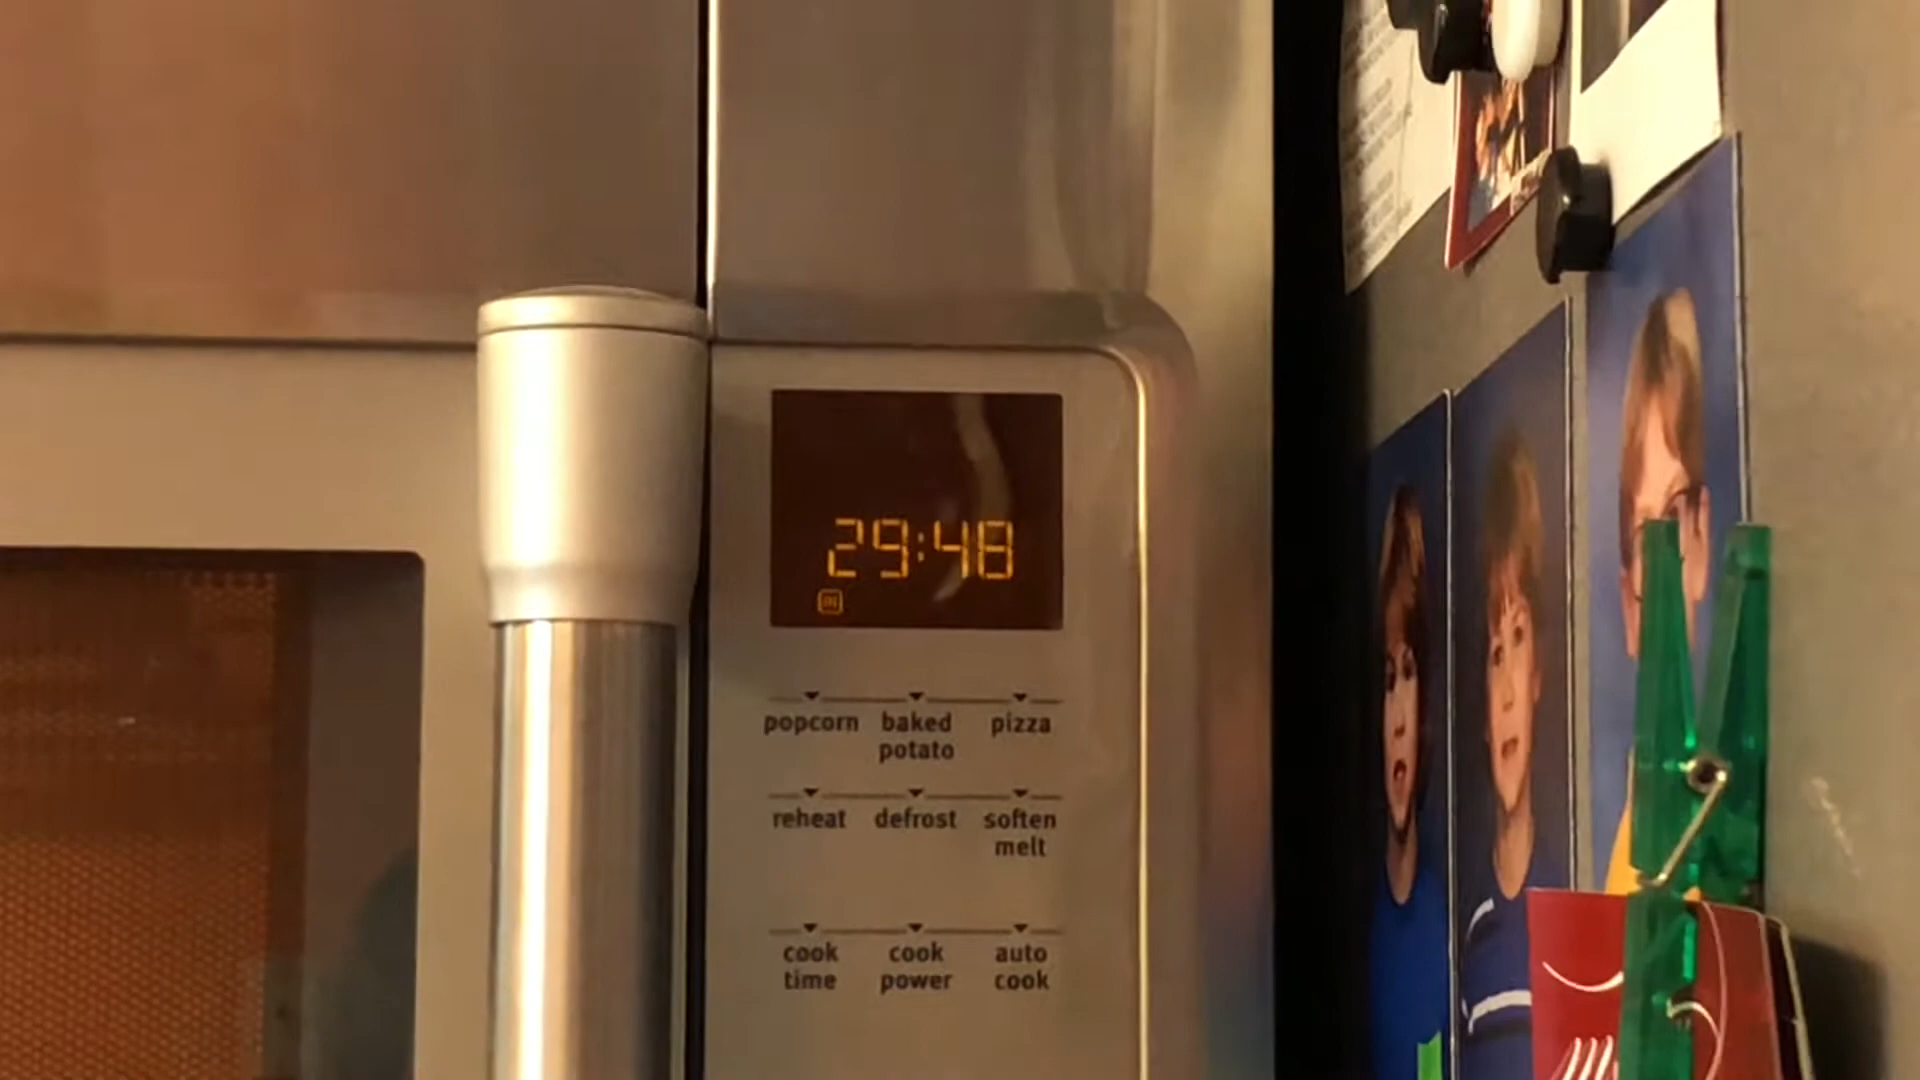 29:48
popcorn baked potato pizza
reheat defrost soften melt
cook time cook power auto cook